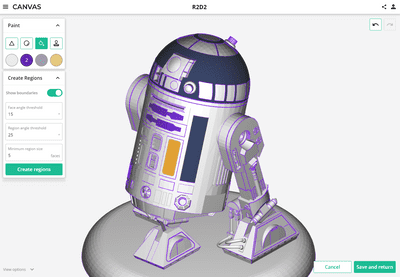 CANVAS
R2D2
Paint
2
Create Regions
Show boundaries
Face angle threshold
15
Region angle threshold
25
Minimum region size
5
faces
Create regions
View options
Cancel
Save and return